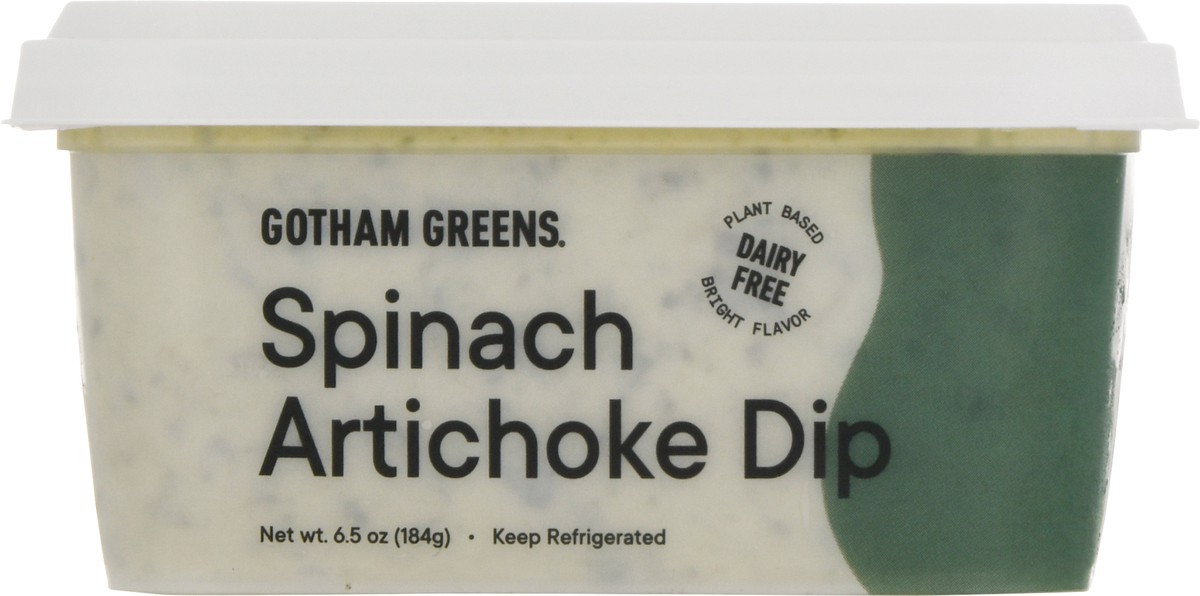 GOTHAM GREENS.
PLANT BASED
DAIRY
FREE
BRIGHT FLAVOR
Spinach
Artichoke Dip
Net wt. 6.5 oz (184g) • Keep Refrigerated